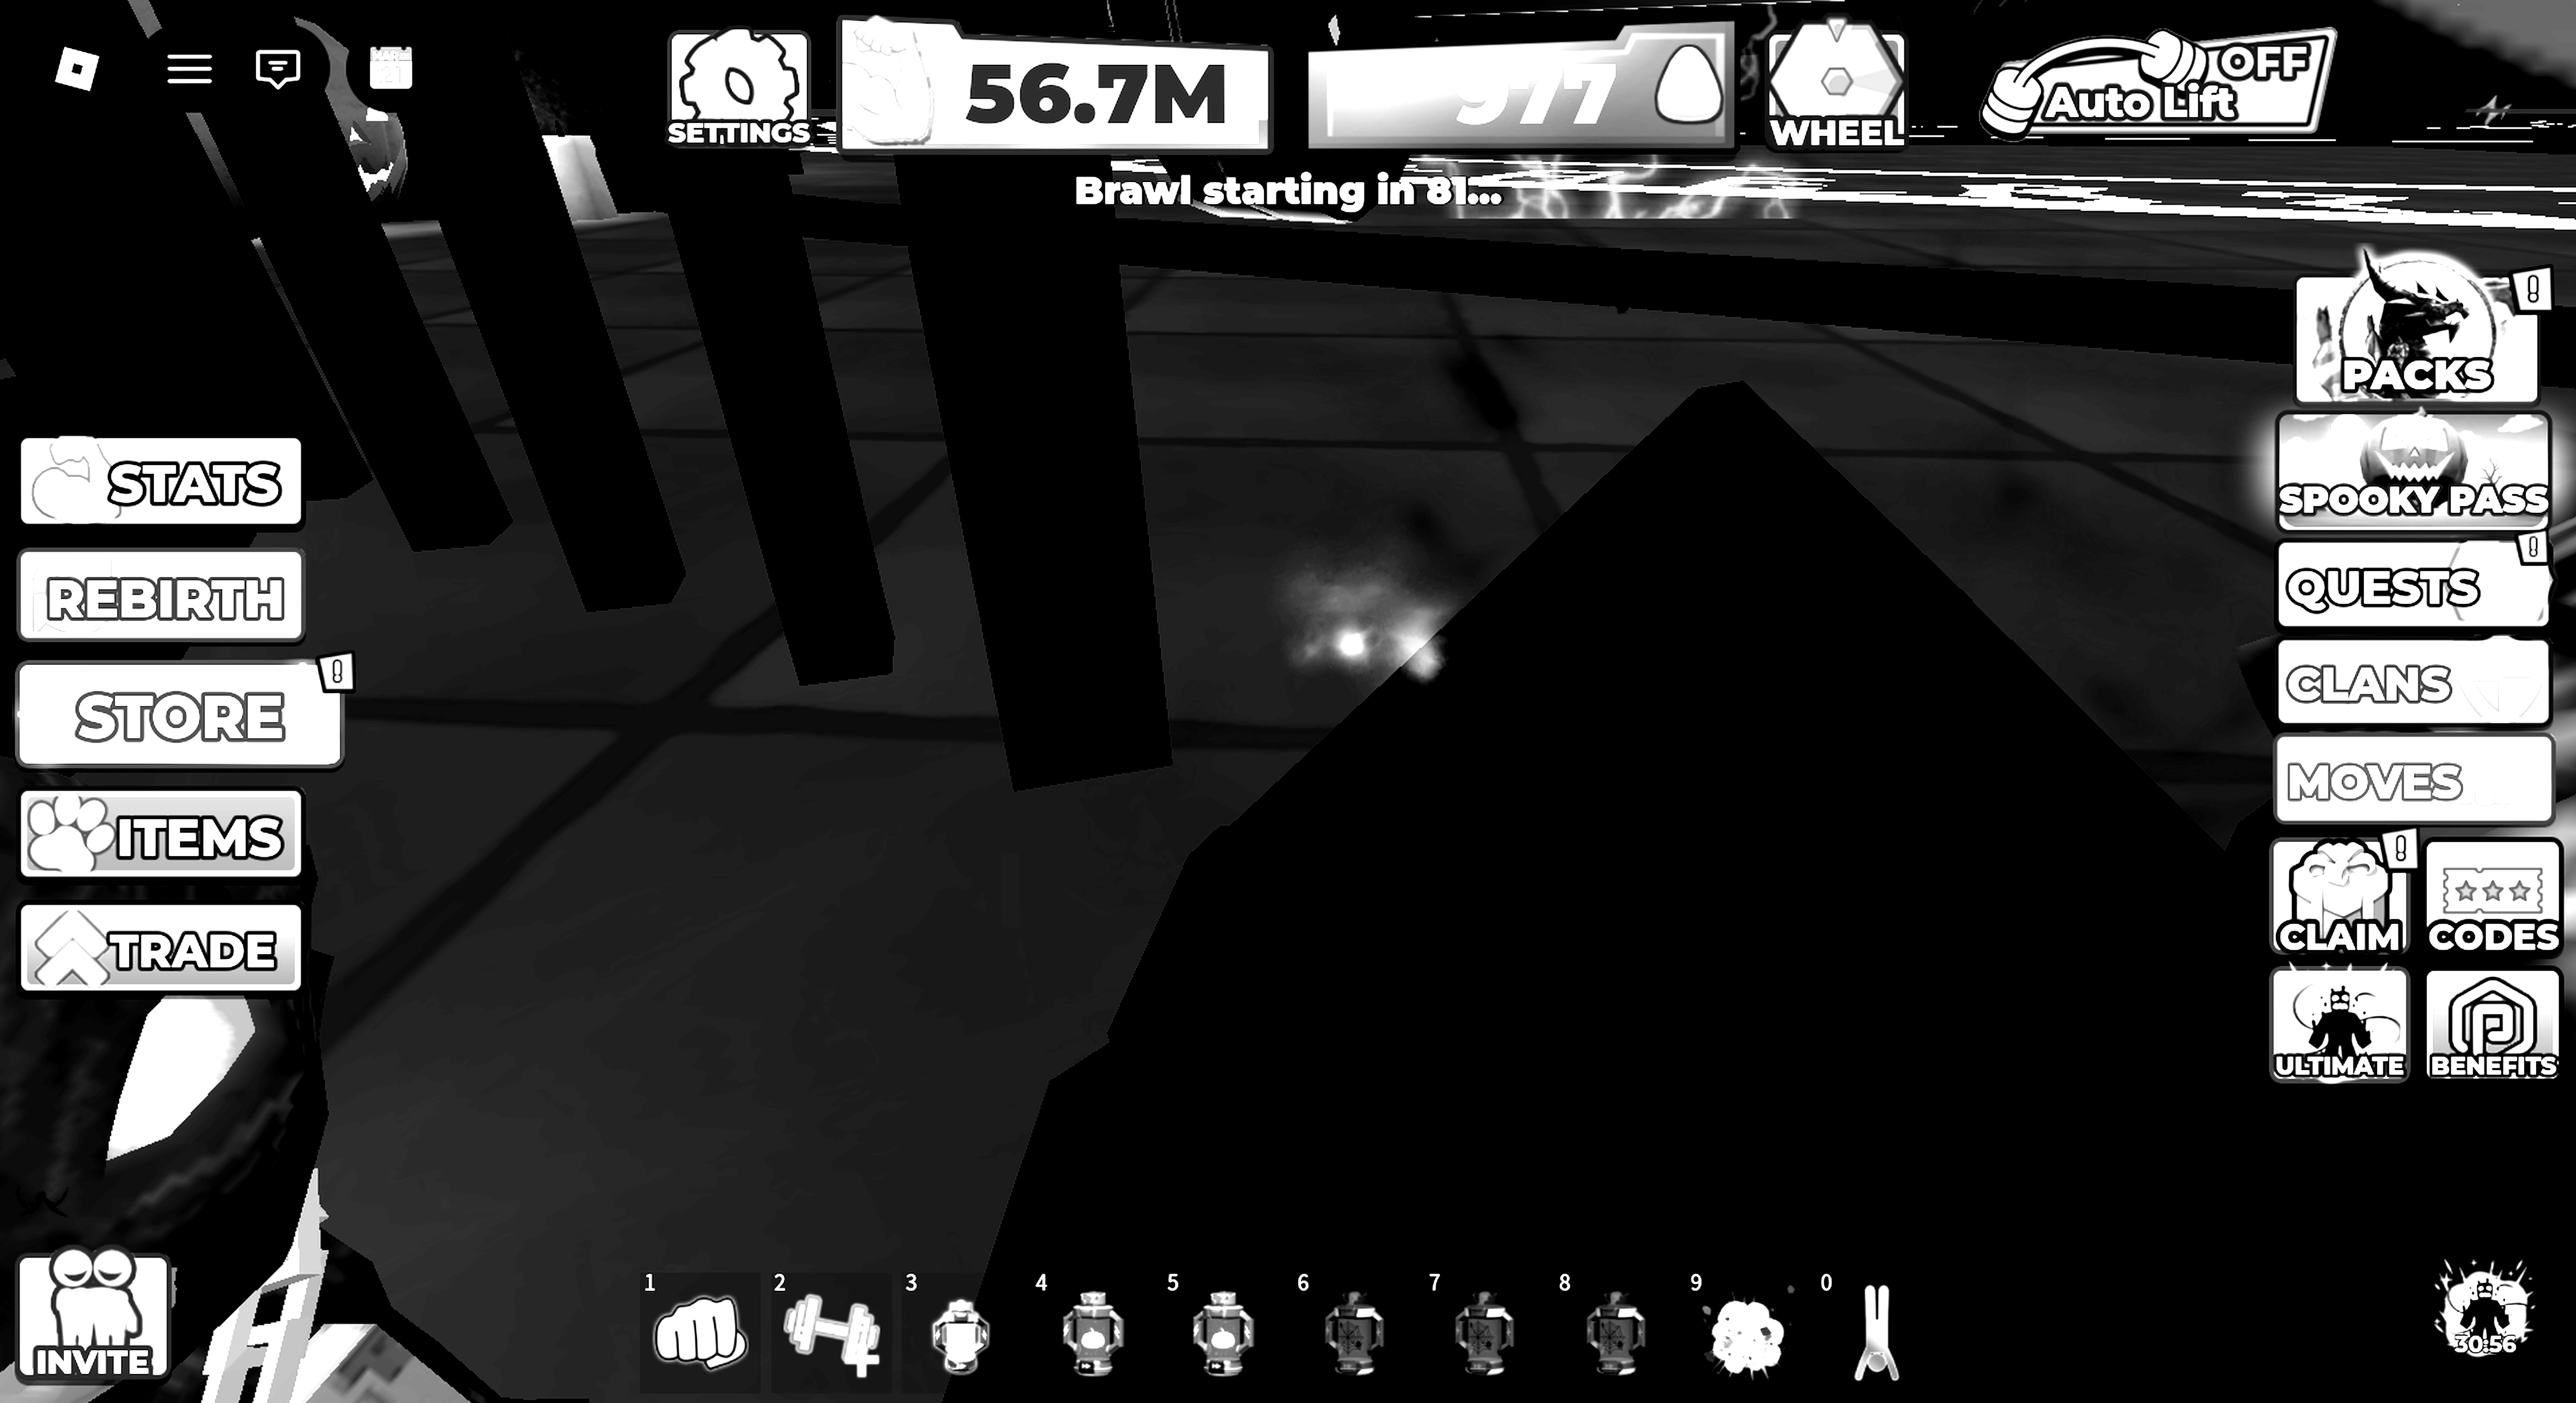 SETTINGS
56.7M
977
WHEEL
OFF
Auto Lift
Brawl starting in 81...
PACKS
STATS
SPOOKY PASS
REBIRTH
QUESTS
STORE
CLANS
MOVES
ITEMS
CLAIM
CODES
TRADE
ULTIMATE
BENEFITS
INVITE
1
2
3
4
5
6
7
8
9
0
30:56